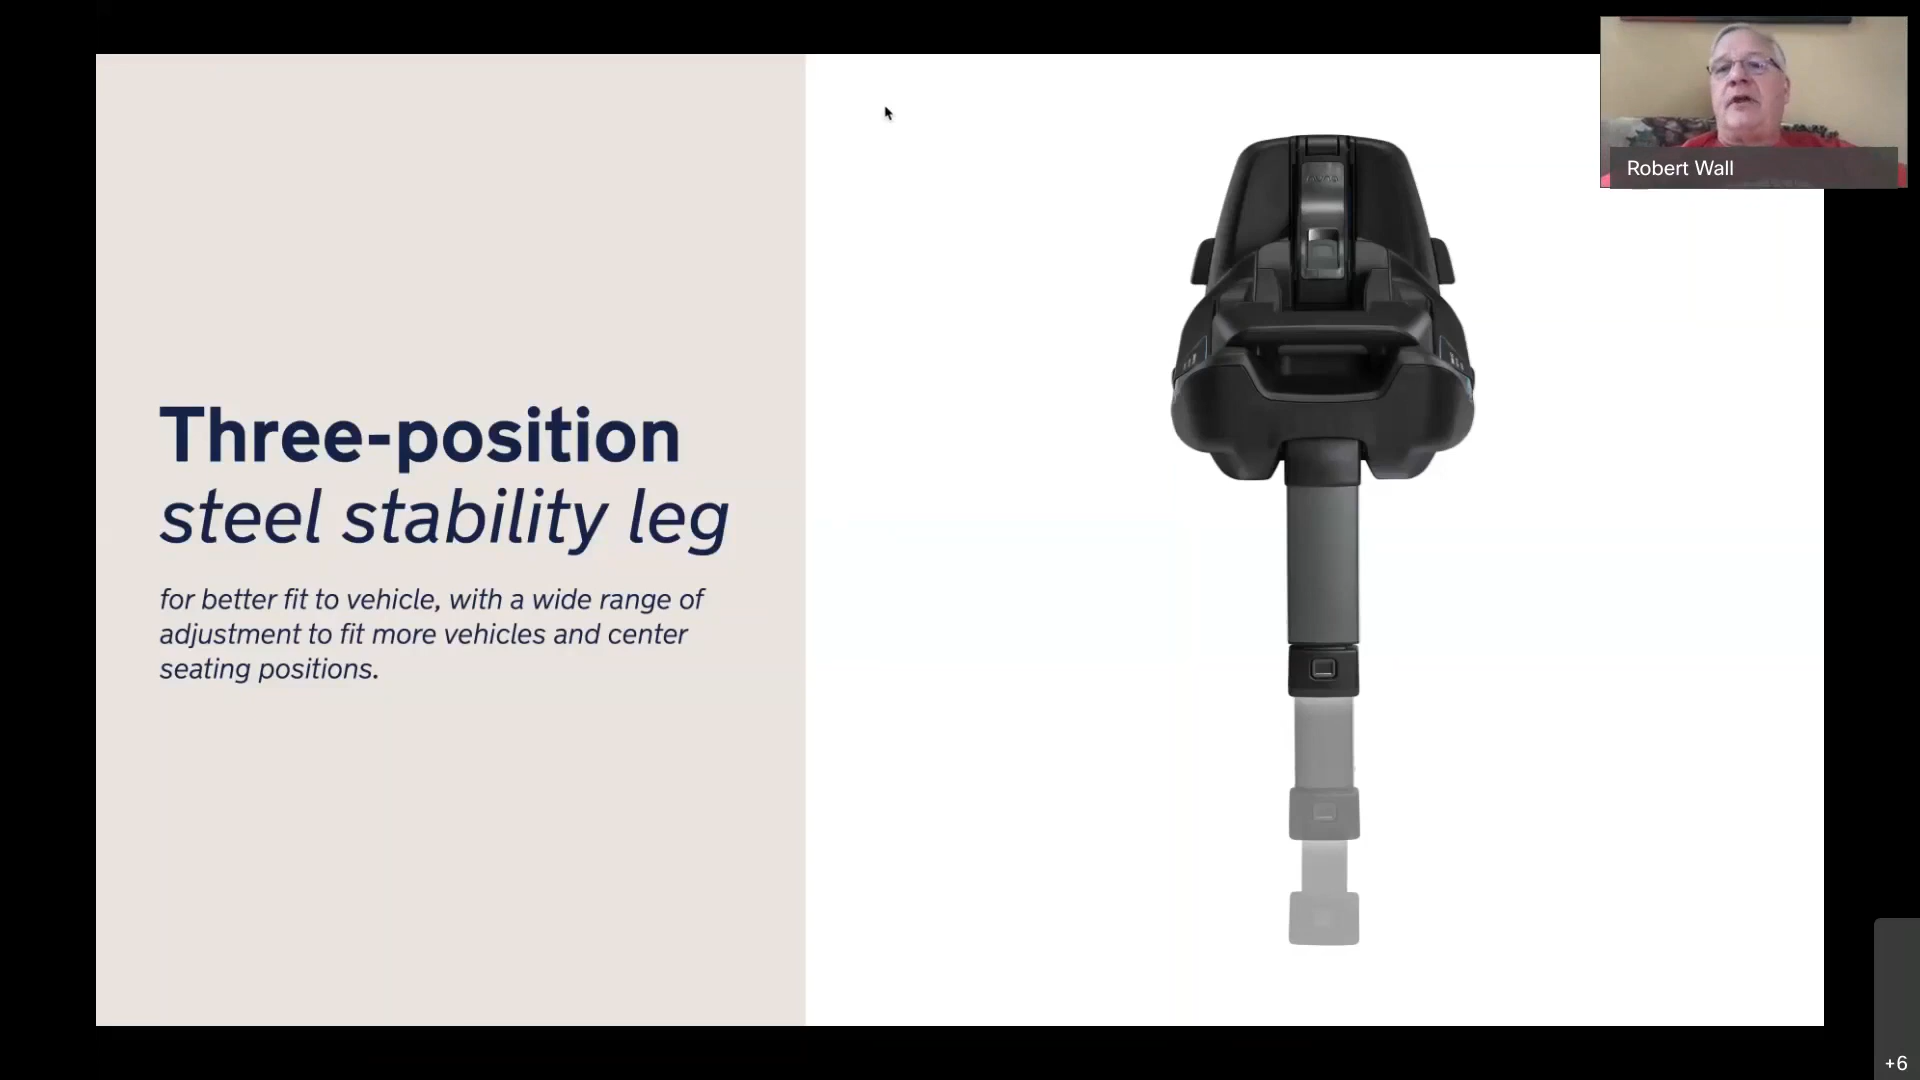 Robert Wall
Three-position
steel stability leg
for better fit to vehicle, with a wide range of
adjustment to fit more vehicles and center
seating positions.
+6